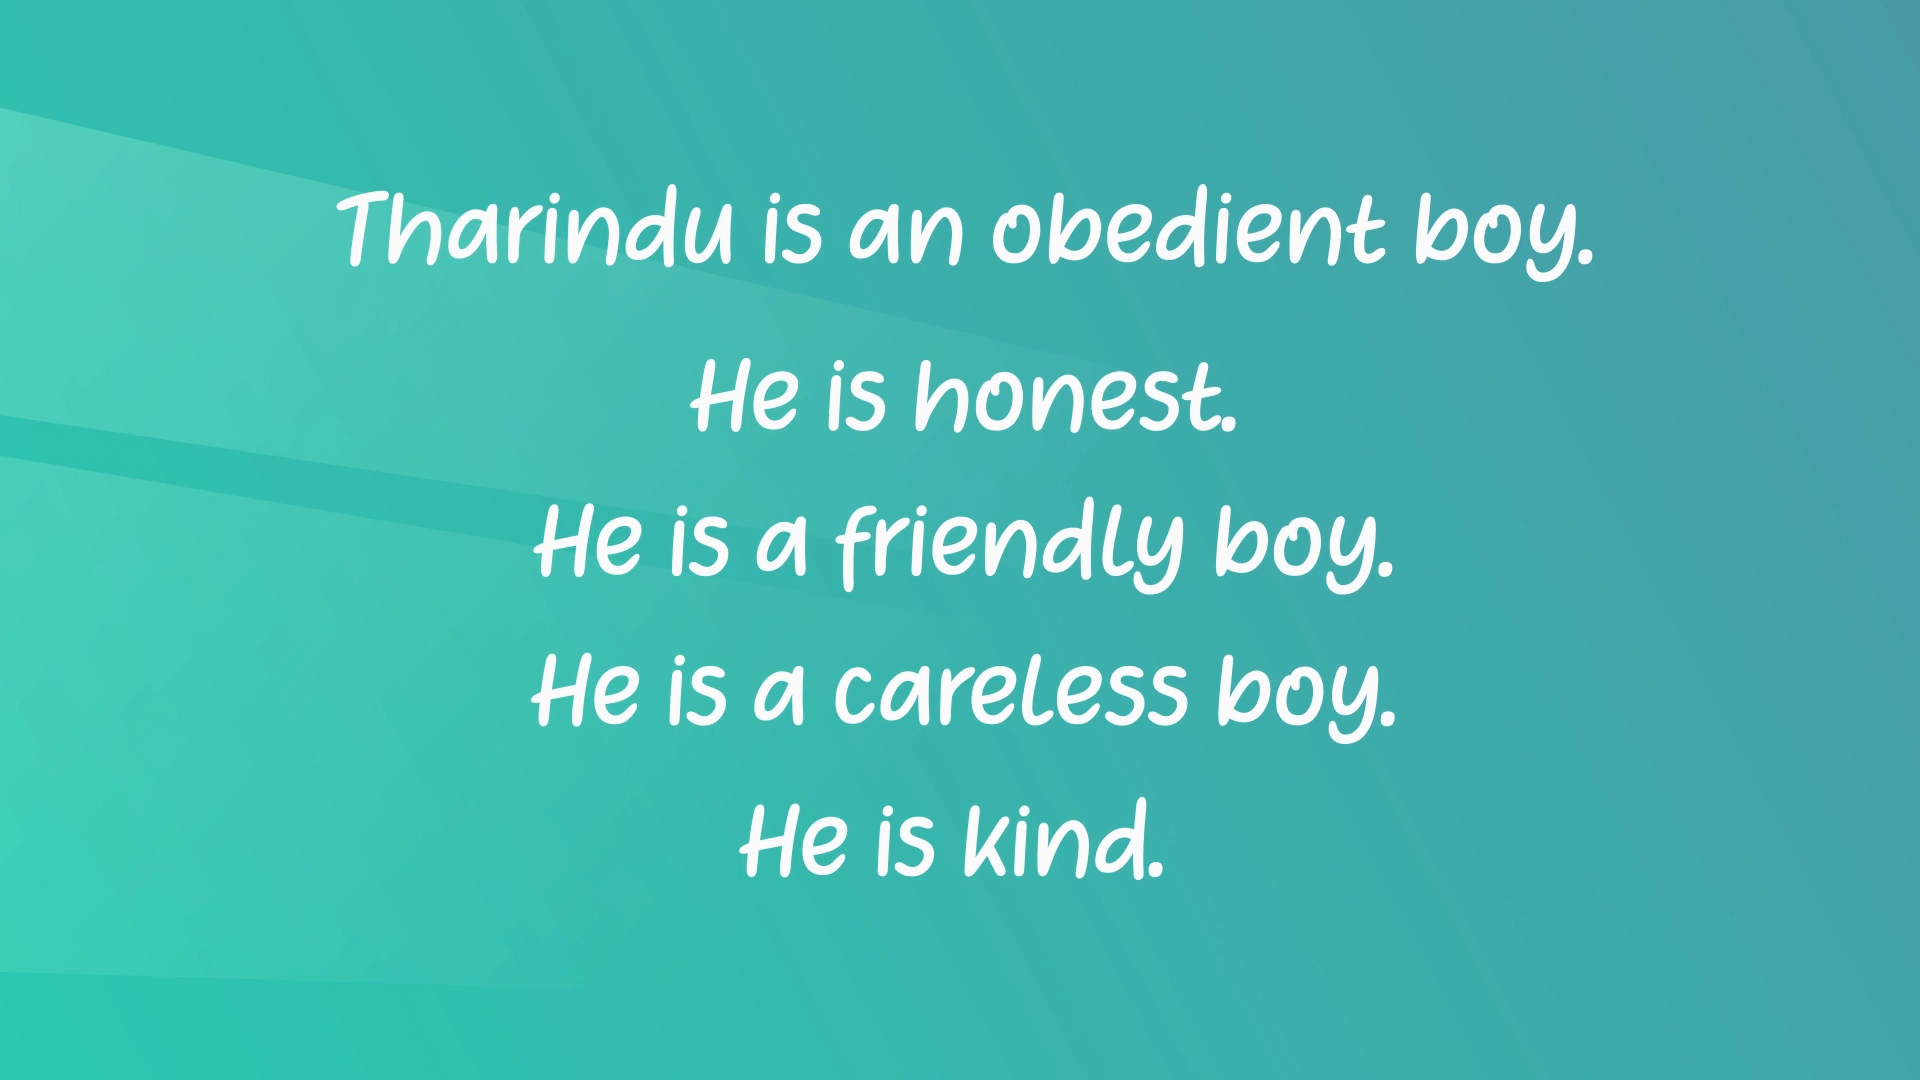 Tharindu is an obedient boy.
He is honest.
He is a friendly boy.
He is a careless boy.
He is kind.